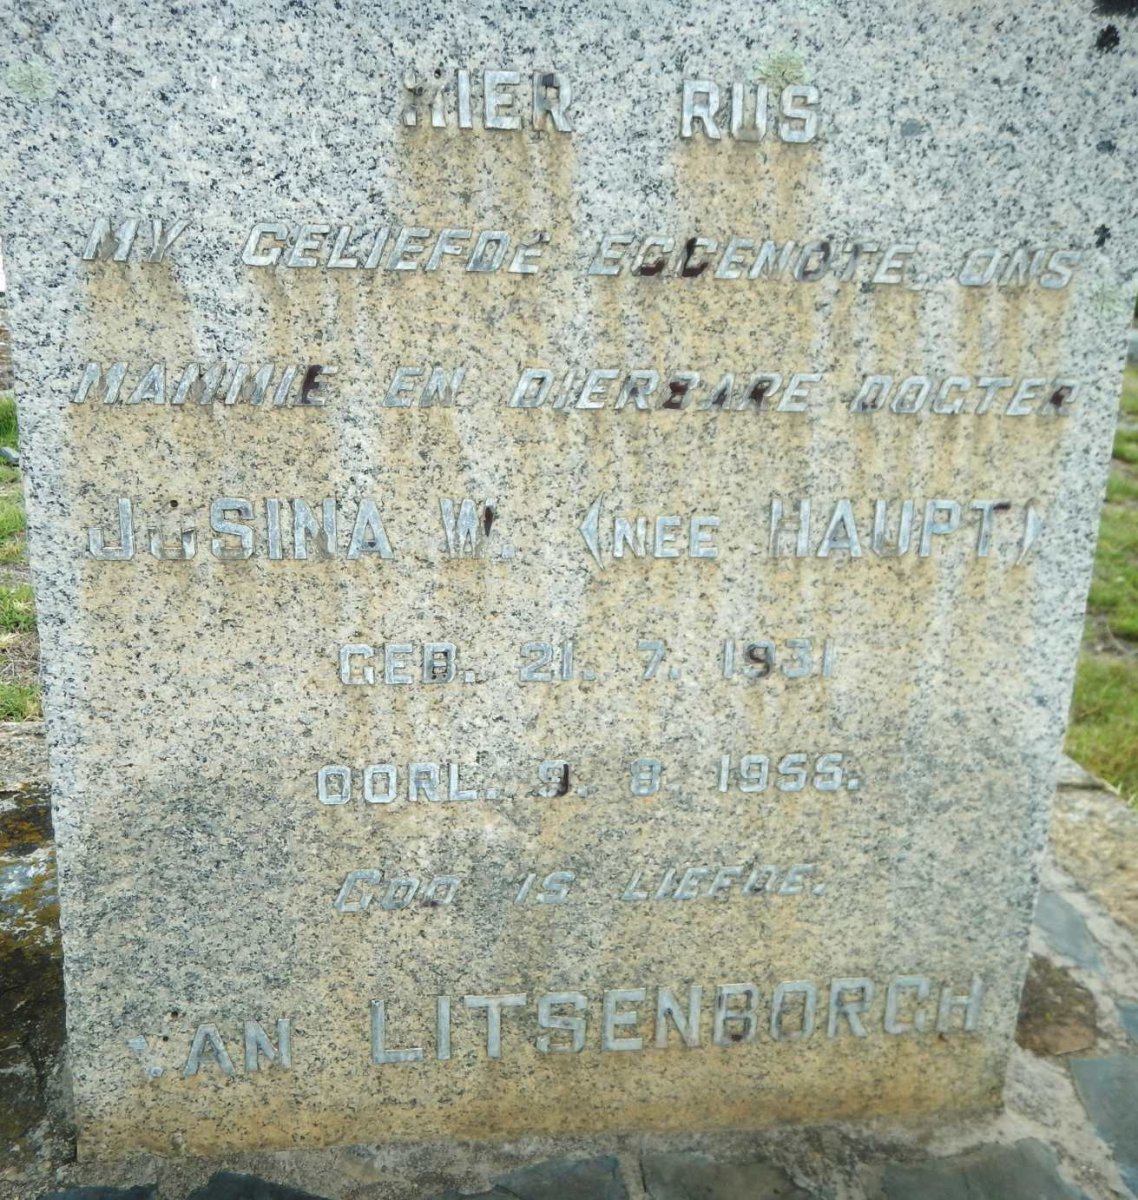 HIER RUS
MY GELIEFDE EGGENOTE ONS
MAMMIE EN DIERBARE DOGTER
JOSINA W. (NEE HAUPT.)
GEB. 21. 7. 1931
OORL. 9. 8. 1955.
GOD IS LIEFDE.
VAN LITSENBORGH